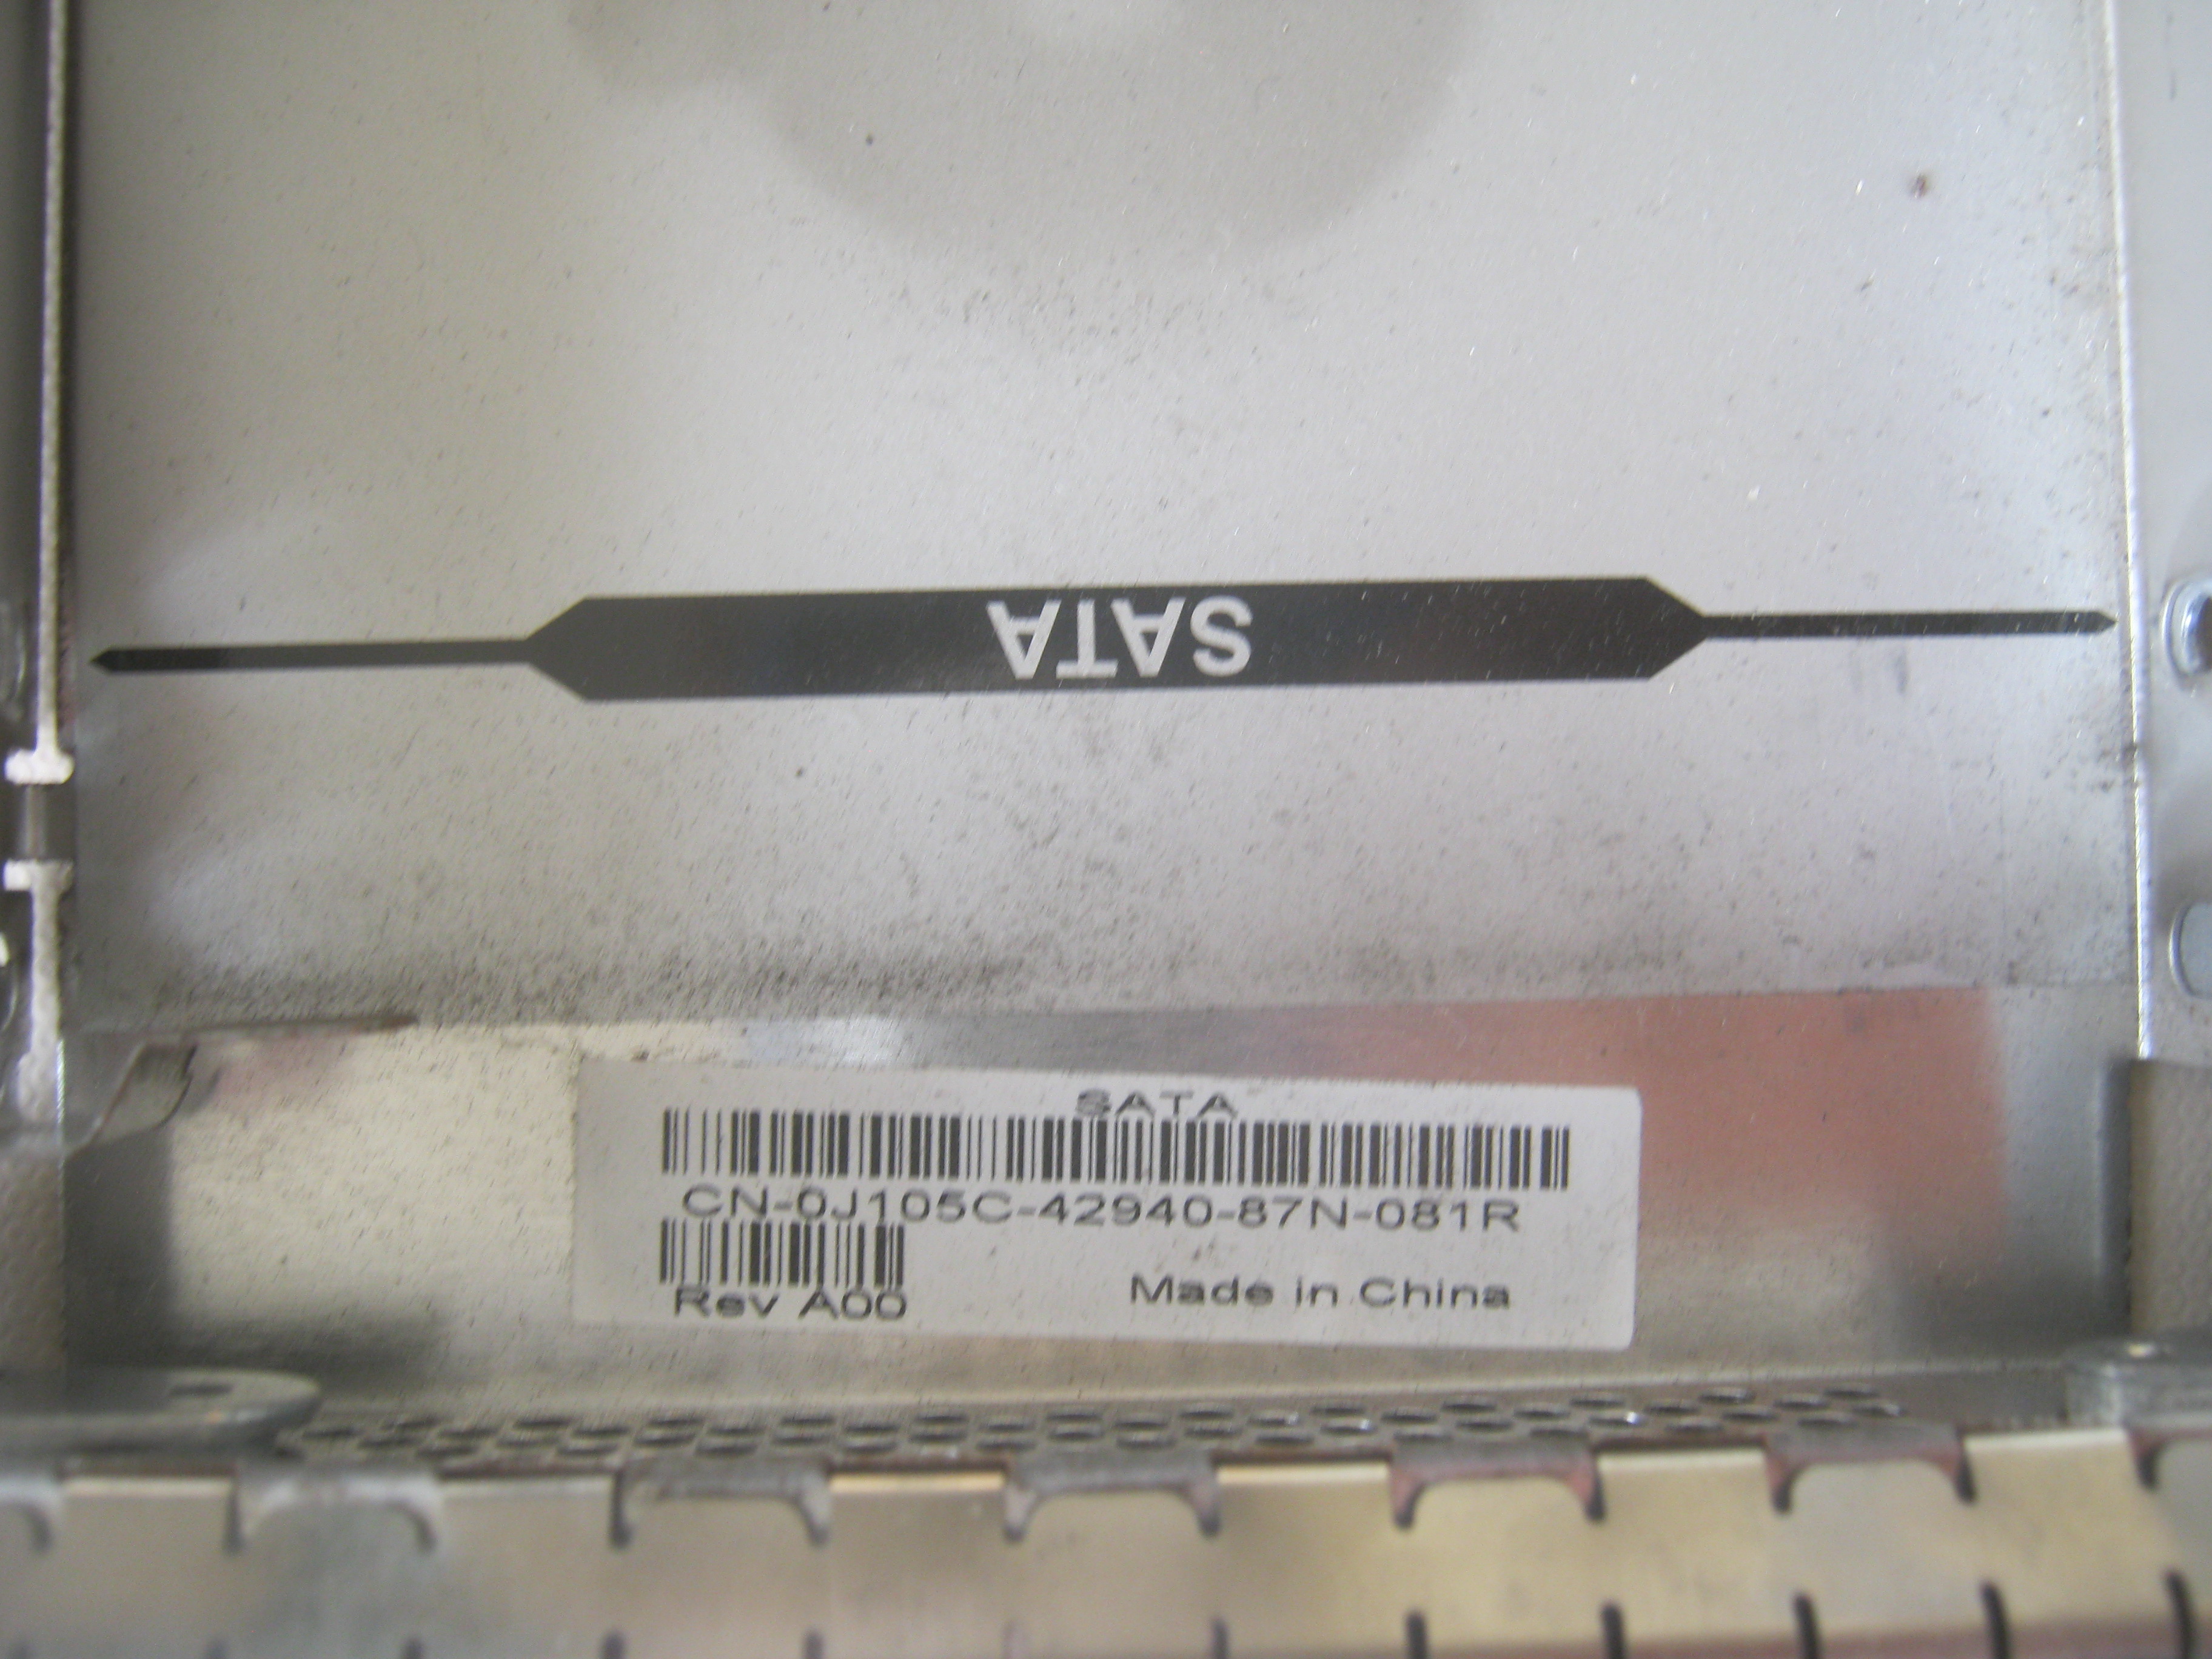 SATA
SATA
CN-0J105C-42940-87N-081R
Rev A00
Made in China